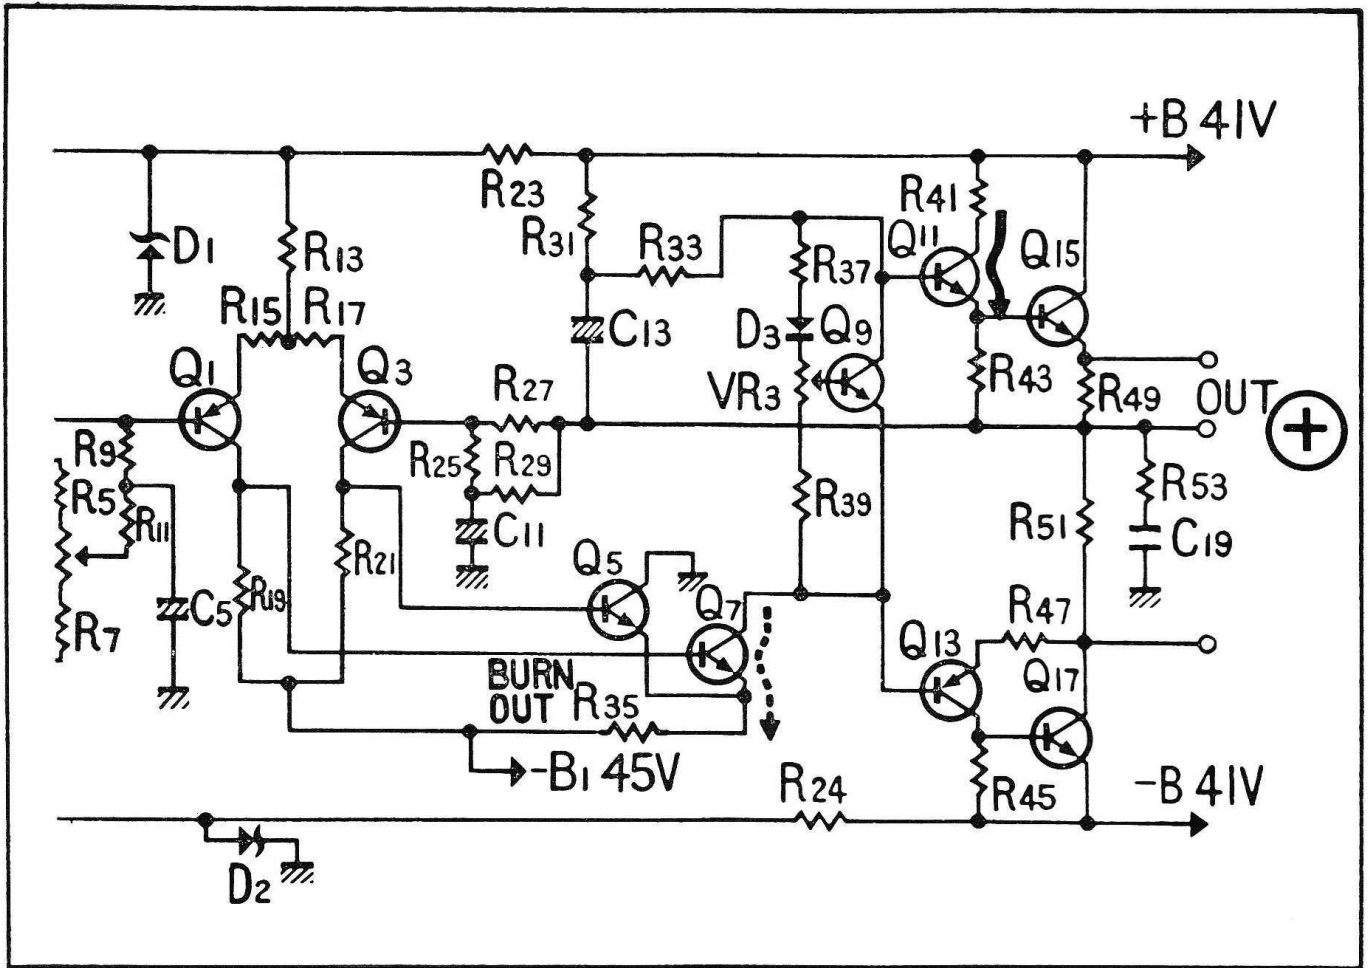 +B 41V
R23
R41
R31
R33
Q11
D1
R13
R37
Q15
R15
R17
C13
D3
Q9
Q1
Q3
R27
VR3
R43
R49
OUT
+
R9
R25
R29
R5
R11
R39
R53
C11
R51
C19
R21
Q5
R19
C5
Q7
R47
R7
Q13
BURN
OUT
R35
Q17
-B1 45V
R24
R45
-B 41V
D2